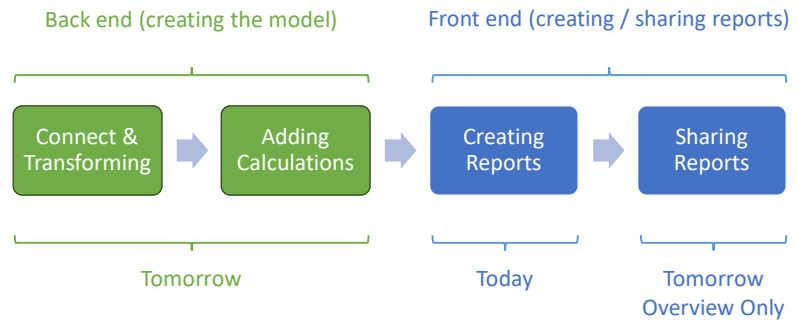 Back end (creating the model)
Front end (creating / sharing reports)
Connect &
Transforming
Adding
Calculations
Creating
Reports
Sharing
Reports
Tomorrow
Today
Tomorrow
Overview Only